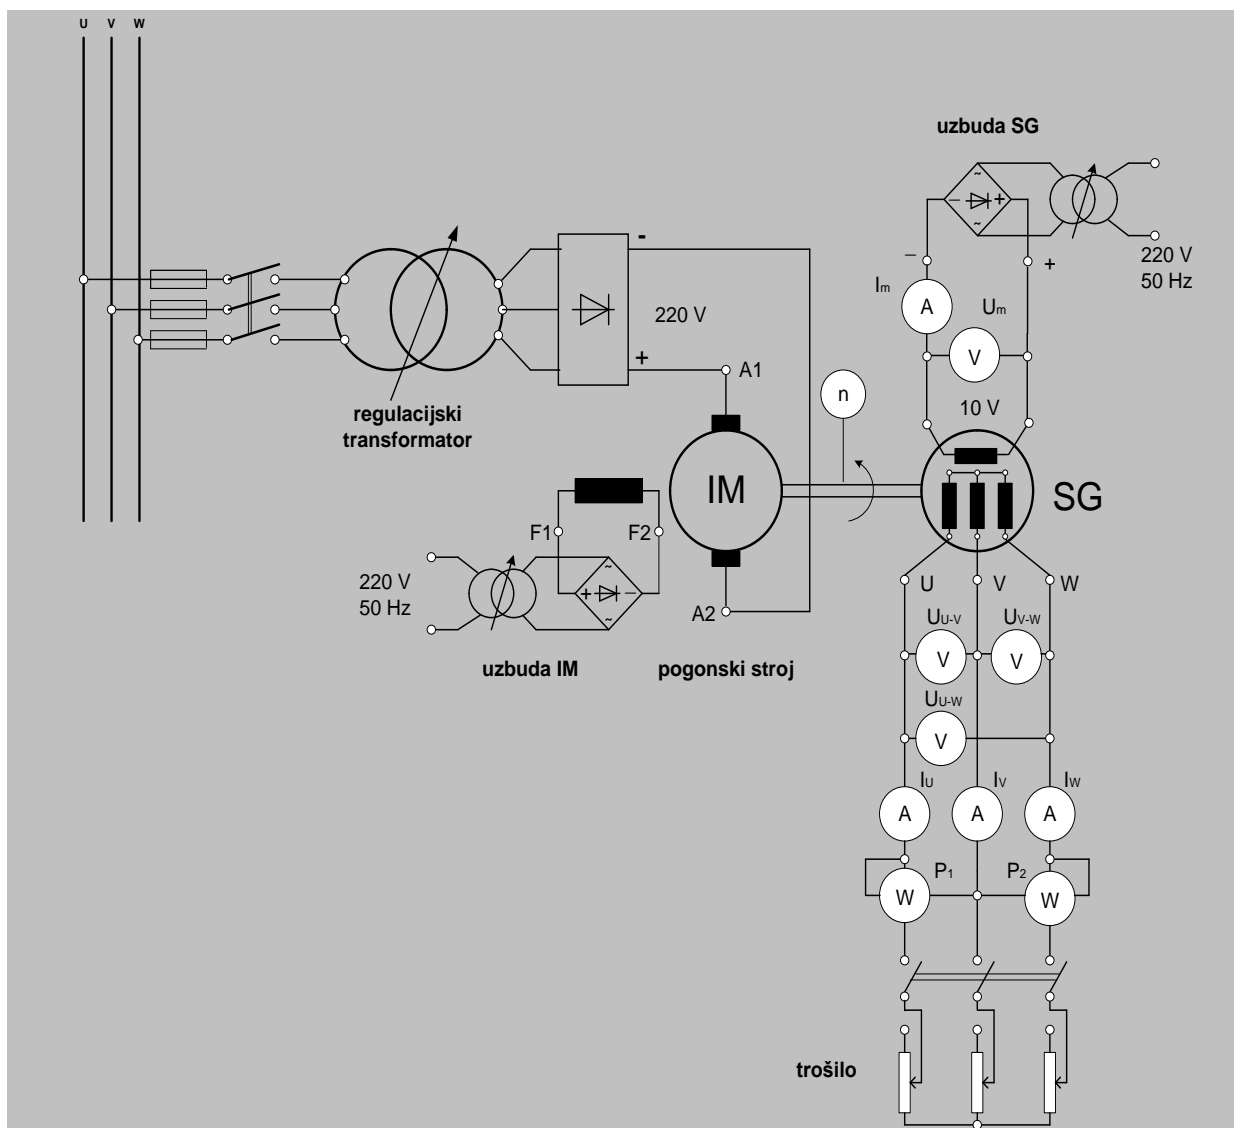 U V W
uzbuda SG
~
− +
~
− +
220 V
50 Hz
Im
A
Um
V
10 V
-
220 V
+
A1
n
regulacijski
transformator
IM
SG
F1 F2
~
+ −
~
220 V
50 Hz
A2
uzbuda IM
pogonski stroj
U V W
UU-V UV-W
V V
UU-W
V
IU IV IW
A A A
P1 P2
W W
trošilo